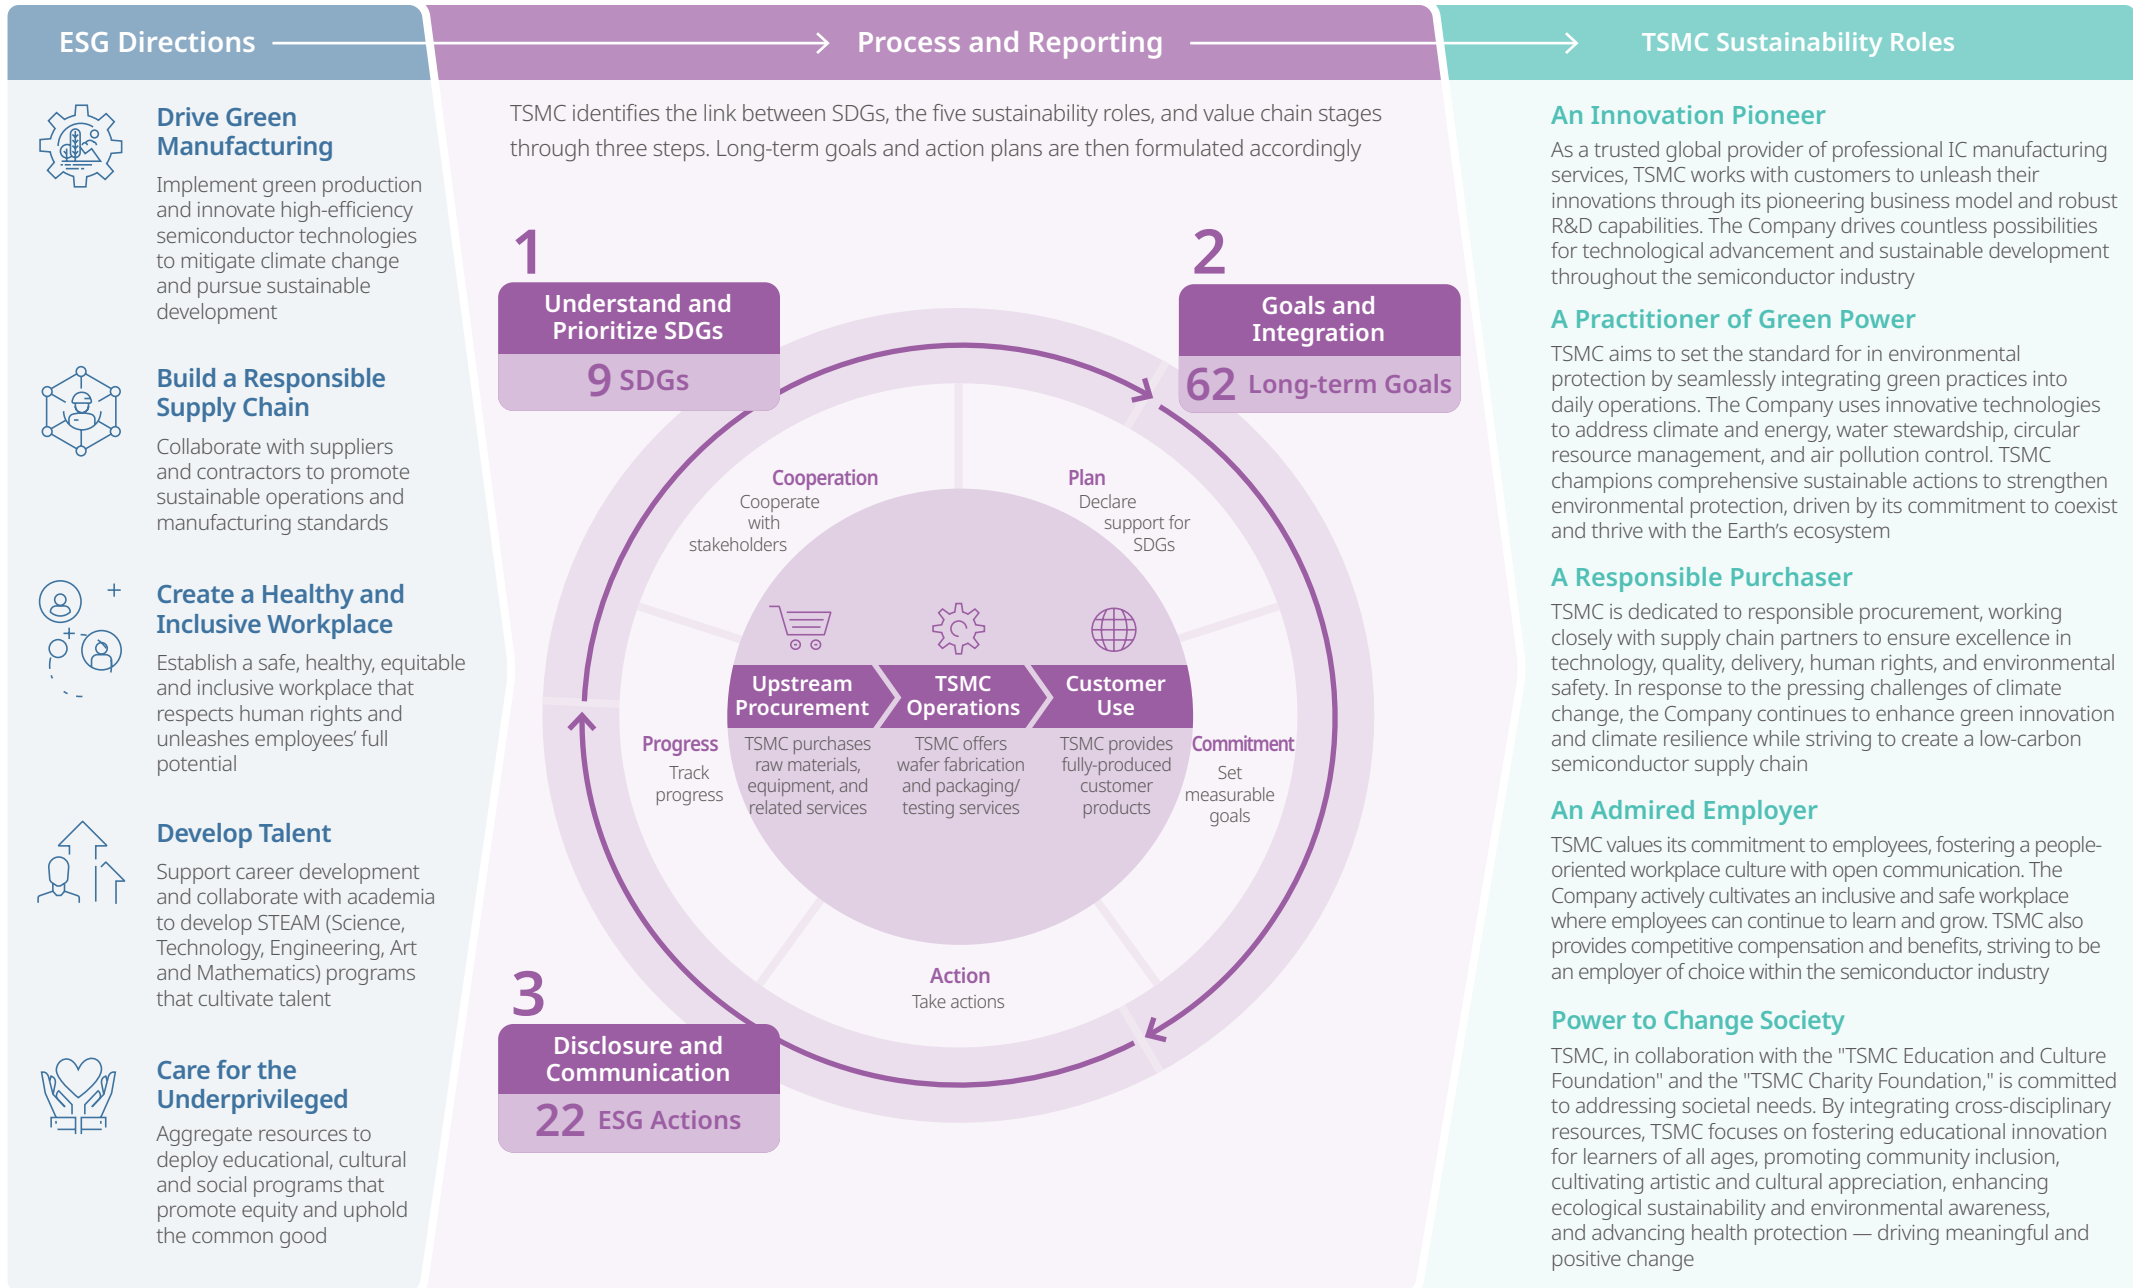 ESG Directions
Process and Reporting
TSMC Sustainability Roles
Drive Green
Manufacturing
Implement green production
and innovate high-efficiency
semiconductor technologies
to mitigate climate change
and pursue sustainable
development
Build a Responsible
Supply Chain
Collaborate with suppliers
and contractors to promote
sustainable operations and
manufacturing standards
Create a Healthy and
Inclusive Workplace
Establish a safe, healthy, equitable
and inclusive workplace that
respects human rights and
unleashes employees' full
potential
Develop Talent
Support career development
and collaborate with academia
to develop STEAM (Science,
Technology, Engineering, Art
and Mathematics) programs
that cultivate talent
Care for the
Underprivileged
Aggregate resources to
deploy educational, cultural
and social programs that
promote equity and uphold
the common good
TSMC identifies the link between SDGs, the five sustainability roles, and value chain stages
through three steps. Long-term goals and action plans are then formulated accordingly
1
Understand and
Prioritize SDGs
9 SDGs
2
Goals and
Integration
62 Long-term Goals
Cooperation
Cooperate
with
stakeholders
Plan
Declare
support for
SDGs
Upstream
Procurement
TSMC purchases
raw materials,
equipment, and
related services
TSMC
Operations
TSMC offers
wafer fabrication
and packaging/
testing services
Customer
Use
TSMC provides
fully-produced
customer
products
Progress
Track
progress
Commitment
Set
measurable
goals
Action
Take actions
3
Disclosure and
Communication
22 ESG Actions
An Innovation Pioneer
As a trusted global provider of professional IC manufacturing
services, TSMC works with customers to unleash their
innovations through its pioneering business model and robust
R&D capabilities. The Company drives countless possibilities
for technological advancement and sustainable development
throughout the semiconductor industry
A Practitioner of Green Power
TSMC aims to set the standard for in environmental
protection by seamlessly integrating green practices into
daily operations. The Company uses innovative technologies
to address climate and energy, water stewardship, circular
resource management, and air pollution control. TSMC
champions comprehensive sustainable actions to strengthen
environmental protection, driven by its commitment to coexist
and thrive with the Earth's ecosystem
A Responsible Purchaser
TSMC is dedicated to responsible procurement, working
closely with supply chain partners to ensure excellence in
technology, quality, delivery, human rights, and environmental
safety. In response to the pressing challenges of climate
change, the Company continues to enhance green innovation
and climate resilience while striving to create a low-carbon
semiconductor supply chain
An Admired Employer
TSMC values its commitment to employees, fostering a people-
oriented workplace culture with open communication. The
Company actively cultivates an inclusive and safe workplace
where employees can continue to learn and grow. TSMC also
provides competitive compensation and benefits, striving to be
an employer of choice within the semiconductor industry
Power to Change Society
TSMC, in collaboration with the "TSMC Education and Culture
Foundation" and the "TSMC Charity Foundation," is committed
to addressing societal needs. By integrating cross-disciplinary
resources, TSMC focuses on fostering educational innovation
for learners of all ages, promoting community inclusion,
cultivating artistic and cultural appreciation, enhancing
ecological sustainability and environmental awareness,
and advancing health protection — driving meaningful and
positive change